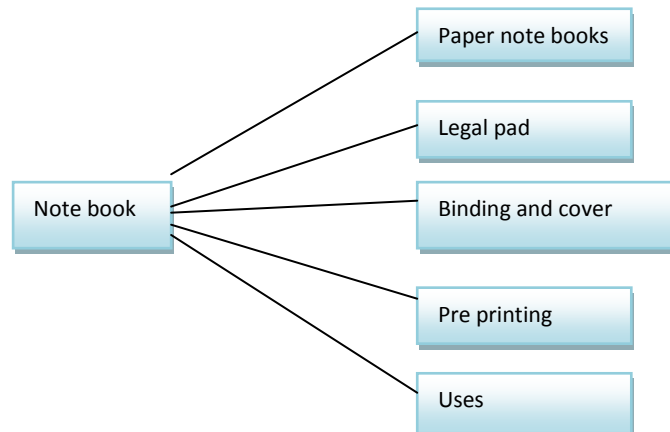 Paper note books
Legal pad
Note book
Binding and cover
Pre printing
Uses